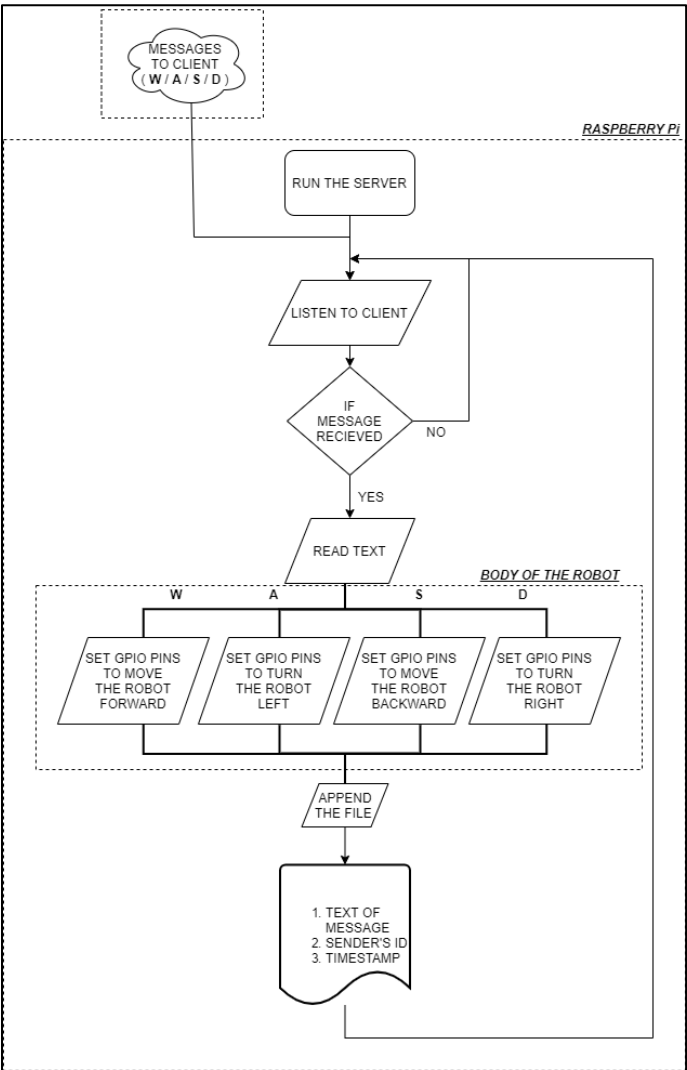 MESSAGES
TO CLIENT
( W / A / S / D )
RASPBERRY Pi
RUN THE SERVER
LISTEN TO CLIENT
IF
MESSAGE
RECIEVED
NO
YES
READ TEXT
BODY OF THE ROBOT
W A S D
SET GPIO PINS
TO MOVE
THE ROBOT
FORWARD
SET GPIO PINS
TO TURN
THE ROBOT
LEFT
SET GPIO PINS
TO MOVE
THE ROBOT
BACKWARD
SET GPIO PINS
TO TURN
THE ROBOT
RIGHT
APPEND
THE FILE
1. TEXT OF
MESSAGE
2. SENDER'S ID
3. TIMESTAMP